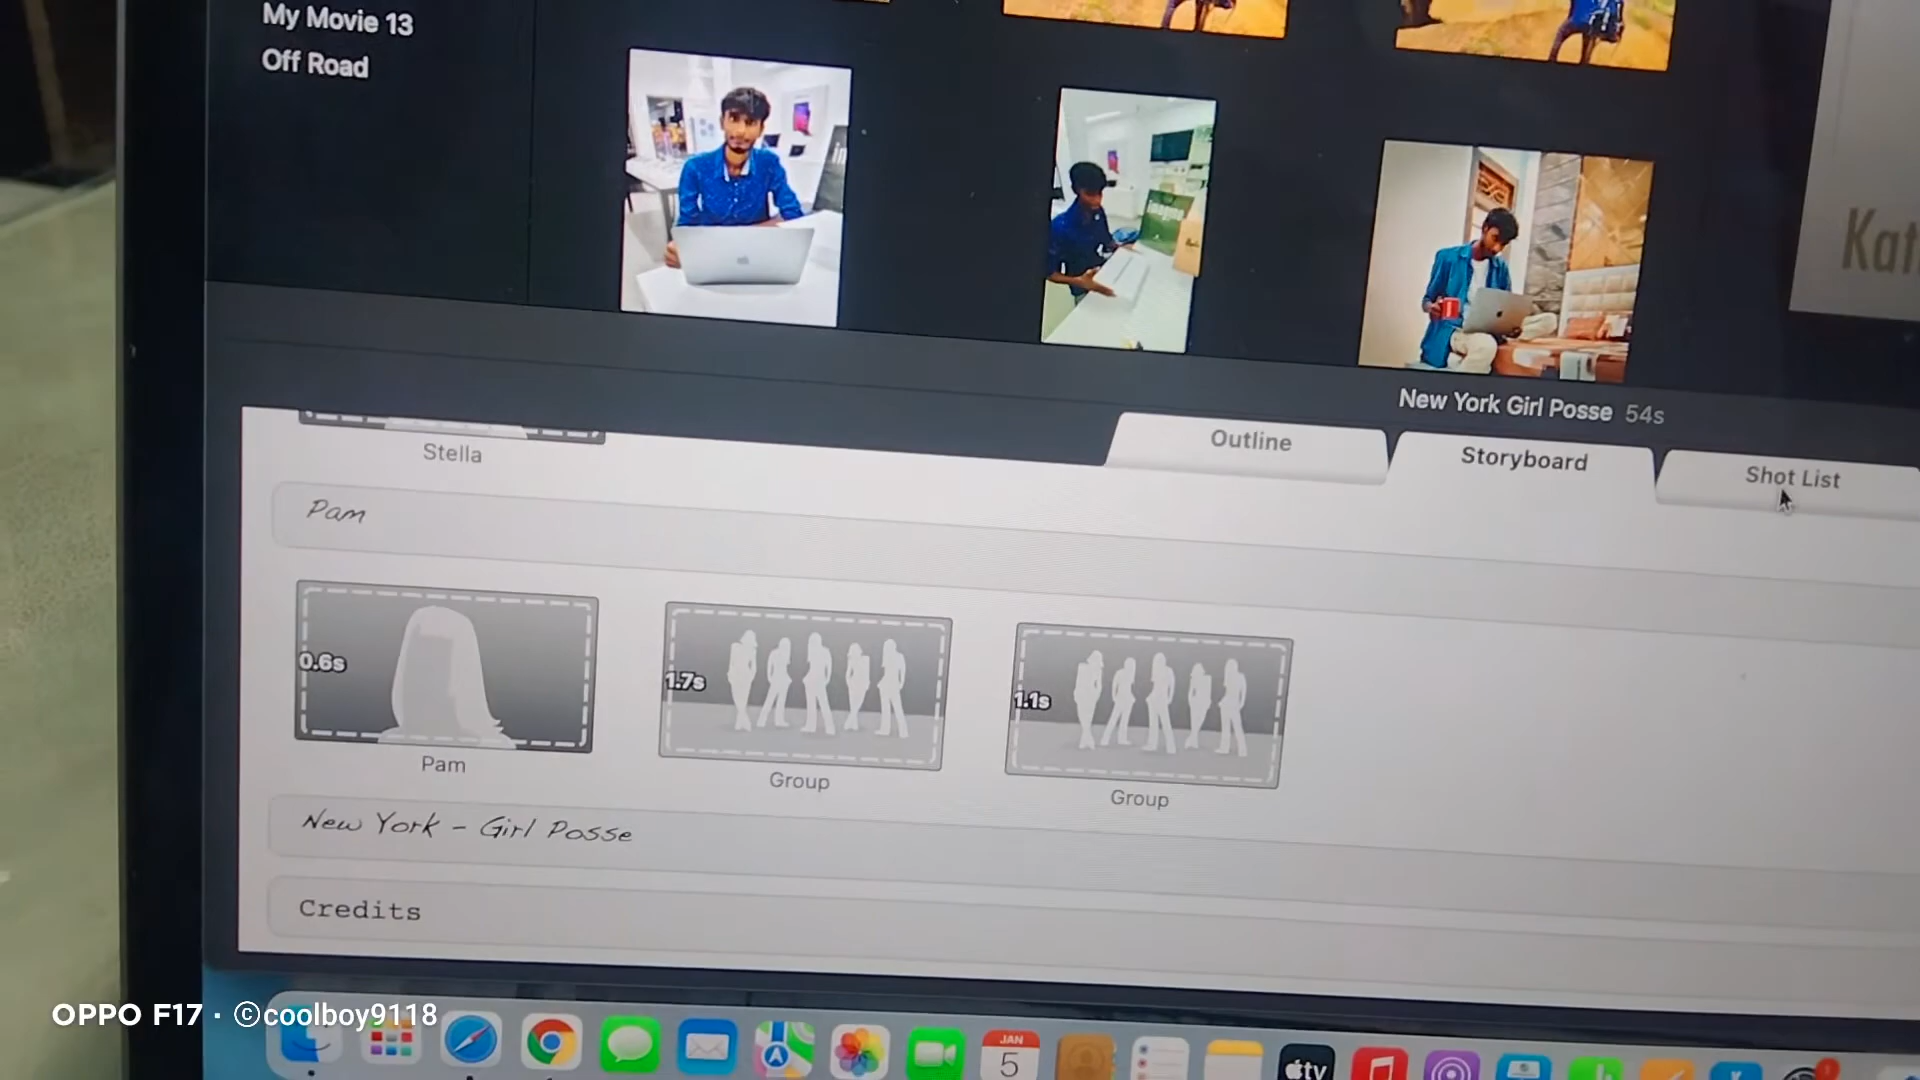 My Movie 13
Off Road
Kat
New York Girl Posse 54s
Outline
Storyboard
Shot List
Stella
Pam
0.6s
1.7s
1.1s
Pam
Group
Group
New York - Girl Posse
Credits
OPPO F17 · ©coolboy9118
JAN
5
tv